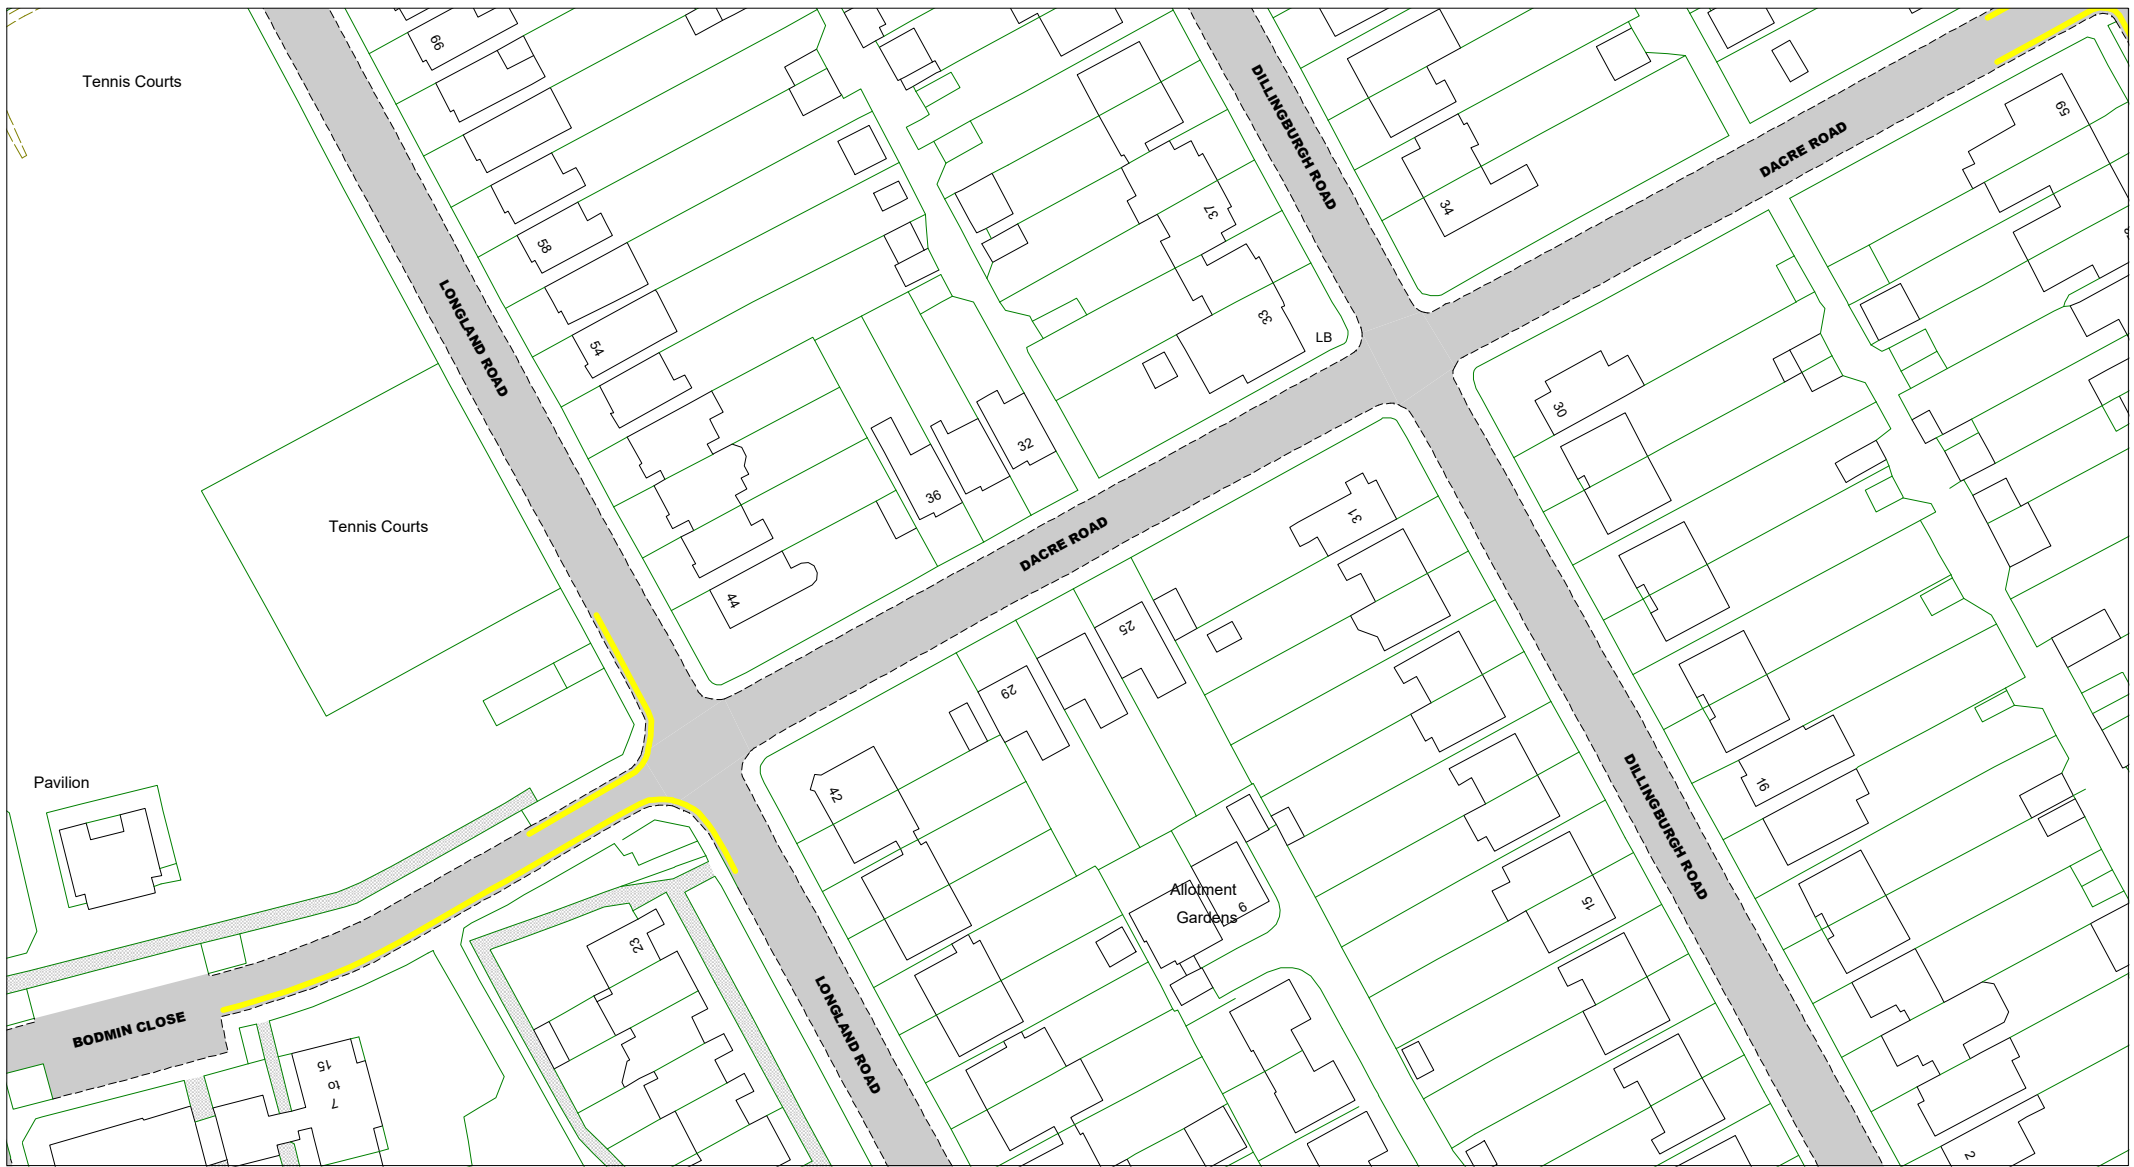 66
Tennis Courts
DILLINGBURGH ROAD
DACRE ROAD
59
34
37
58
LONGLAND ROAD
33
LB
54
30
32
36
Tennis Courts
31
DACRE ROAD
44
25
29
Pavilion
42
16
DILLINGBURGH ROAD
Allotment
Gardens
9
15
23
LONGLAND ROAD
BODMIN CLOSE
15
to
7
2